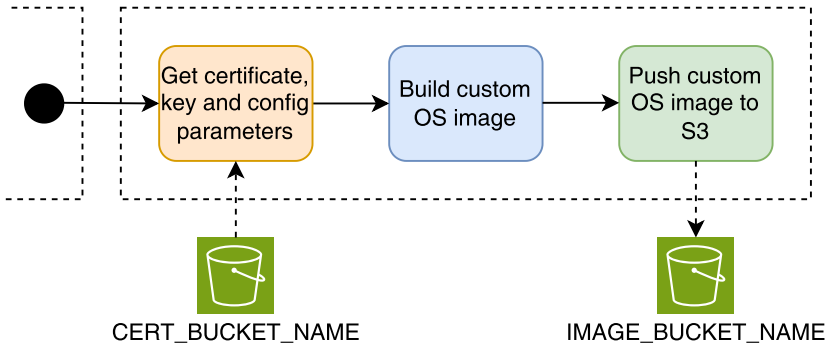 Get certificate,
key and config
parameters
Build custom
OS image
Push custom
OS image to
S3
CERT_BUCKET_NAME
IMAGE_BUCKET_NAME